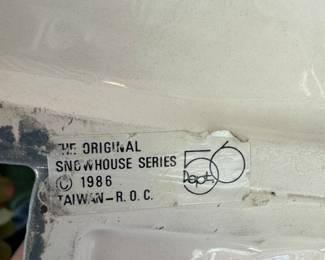 THE ORIGINAL
SNOWHOUSE SERIES
© 1986
TAIWAN-R.O.C.
56
Dept.